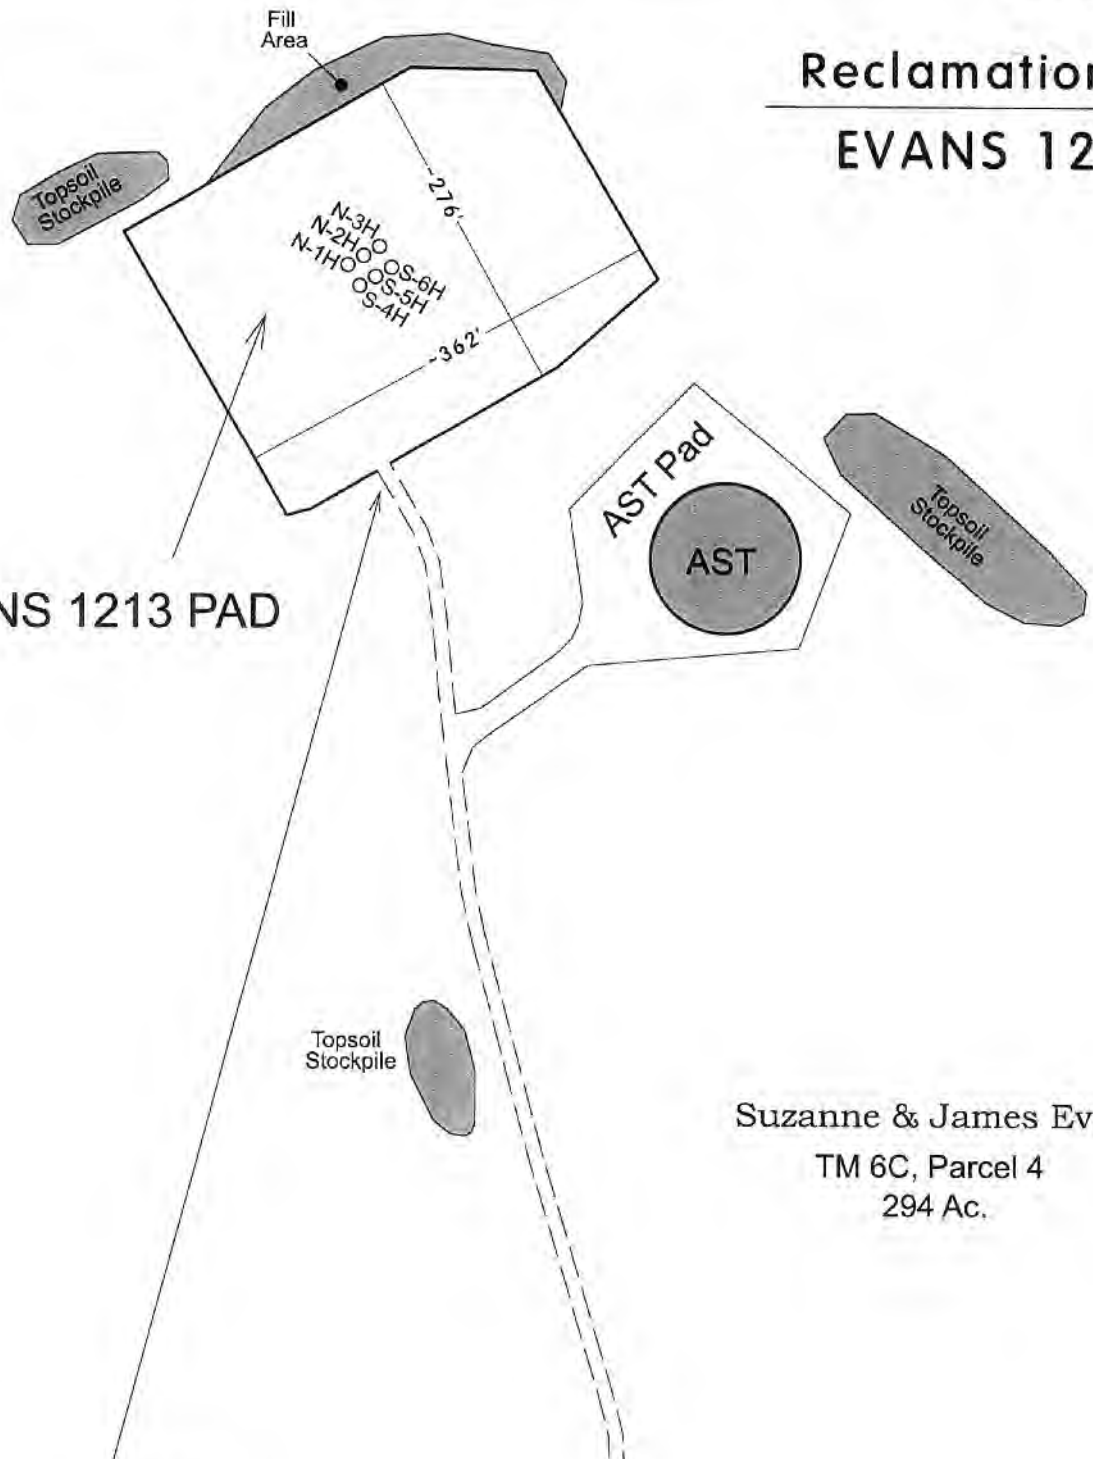 Fill
Area
Reclamation
EVANS 12
Topsoil
Stockpile
~276'
N-3H
N-2H
N-1H
S-6H
S-5H
S-4H
~362'
AST Pad
AST
Topsoil
Stockpile
NS 1213 PAD
Topsoil
Stockpile
Suzanne & James Ev
TM 6C, Parcel 4
294 Ac.